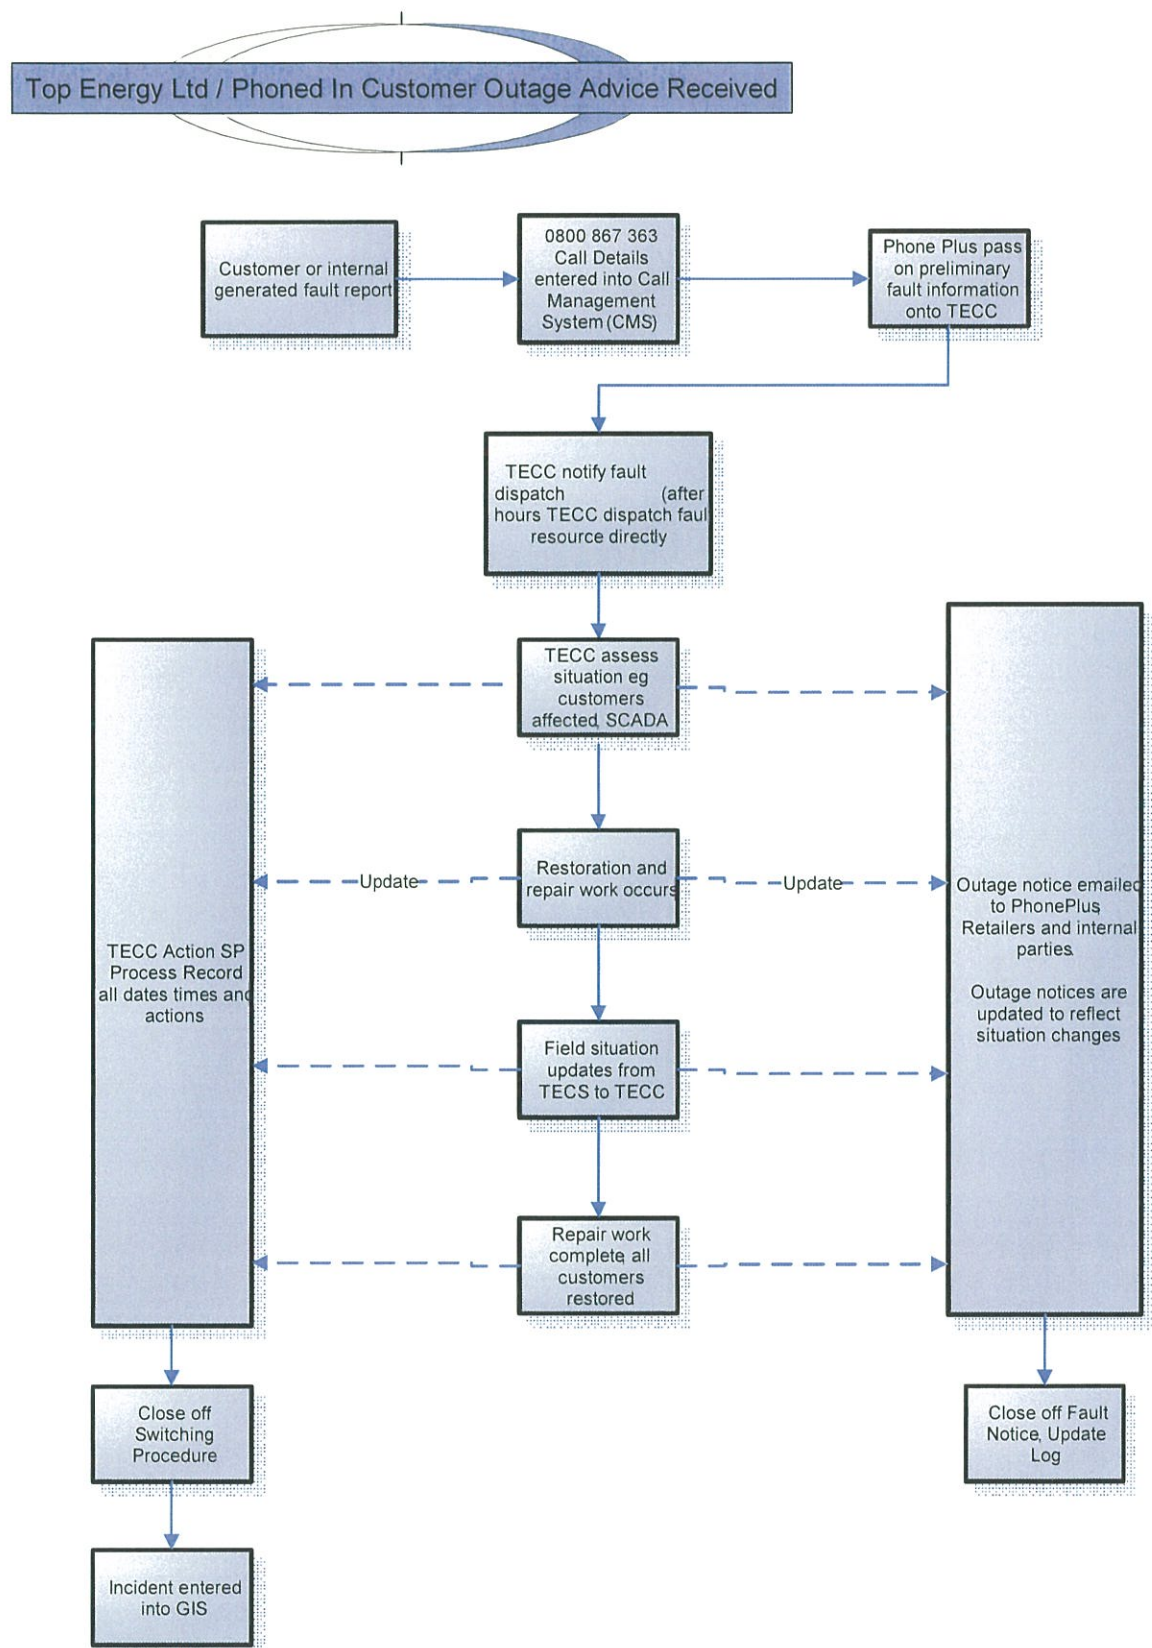 Top Energy Ltd / Phoned In Customer Outage Advice Received
Customer or internal
generated fault report
0800 867 363
Call Details
entered into Call
Management
System (CMS)
Phone Plus pass
on preliminary
fault information
onto TECC
TECC notify fault
dispatch (after
hours TECC dispatch faul
resource directly
TECC assess
situation eg
customers
affected, SCADA
Restoration and
repair work occurs
Update
Update
Outage notice emailed
to PhonePlus,
Retailers and internal
parties.
Outage notices are
updated to reflect
situation changes
TECC Action SP
Process Record
all dates times and
actions
Field situation
updates from
TECS to TECC
Repair work
complete, all
customers
restored
Close off
Switching
Procedure
Close off Fault
Notice, Update
Log
Incident entered
into GIS